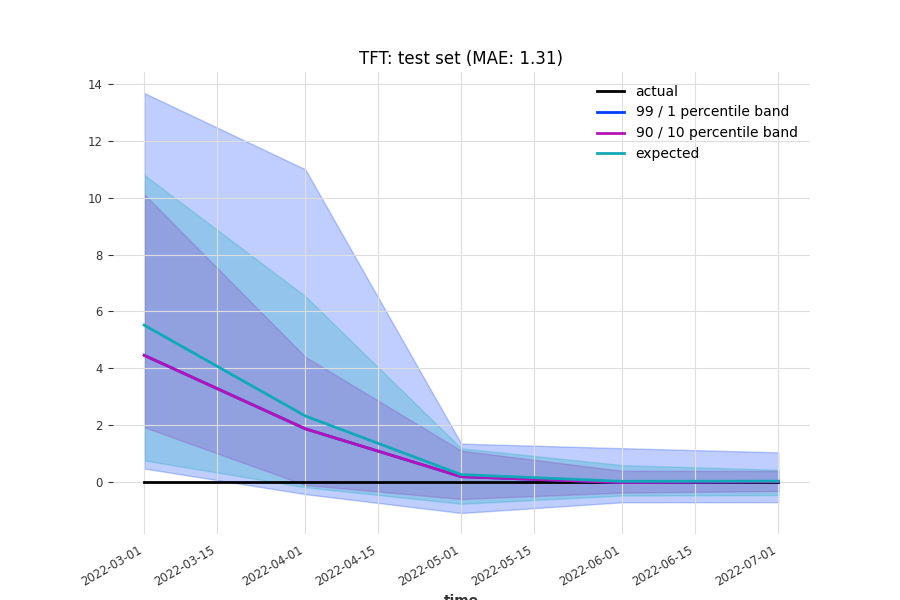 TFT: test set (MAE: 1.31)
actual
99 / 1 percentile band
90 / 10 percentile band
expected
14
12
10
8
6
4
2
0
2022-03-01
2022-03-15
2022-04-01
2022-04-15
2022-05-01
2022-05-15
2022-06-01
2022-06-15
2022-07-01
time